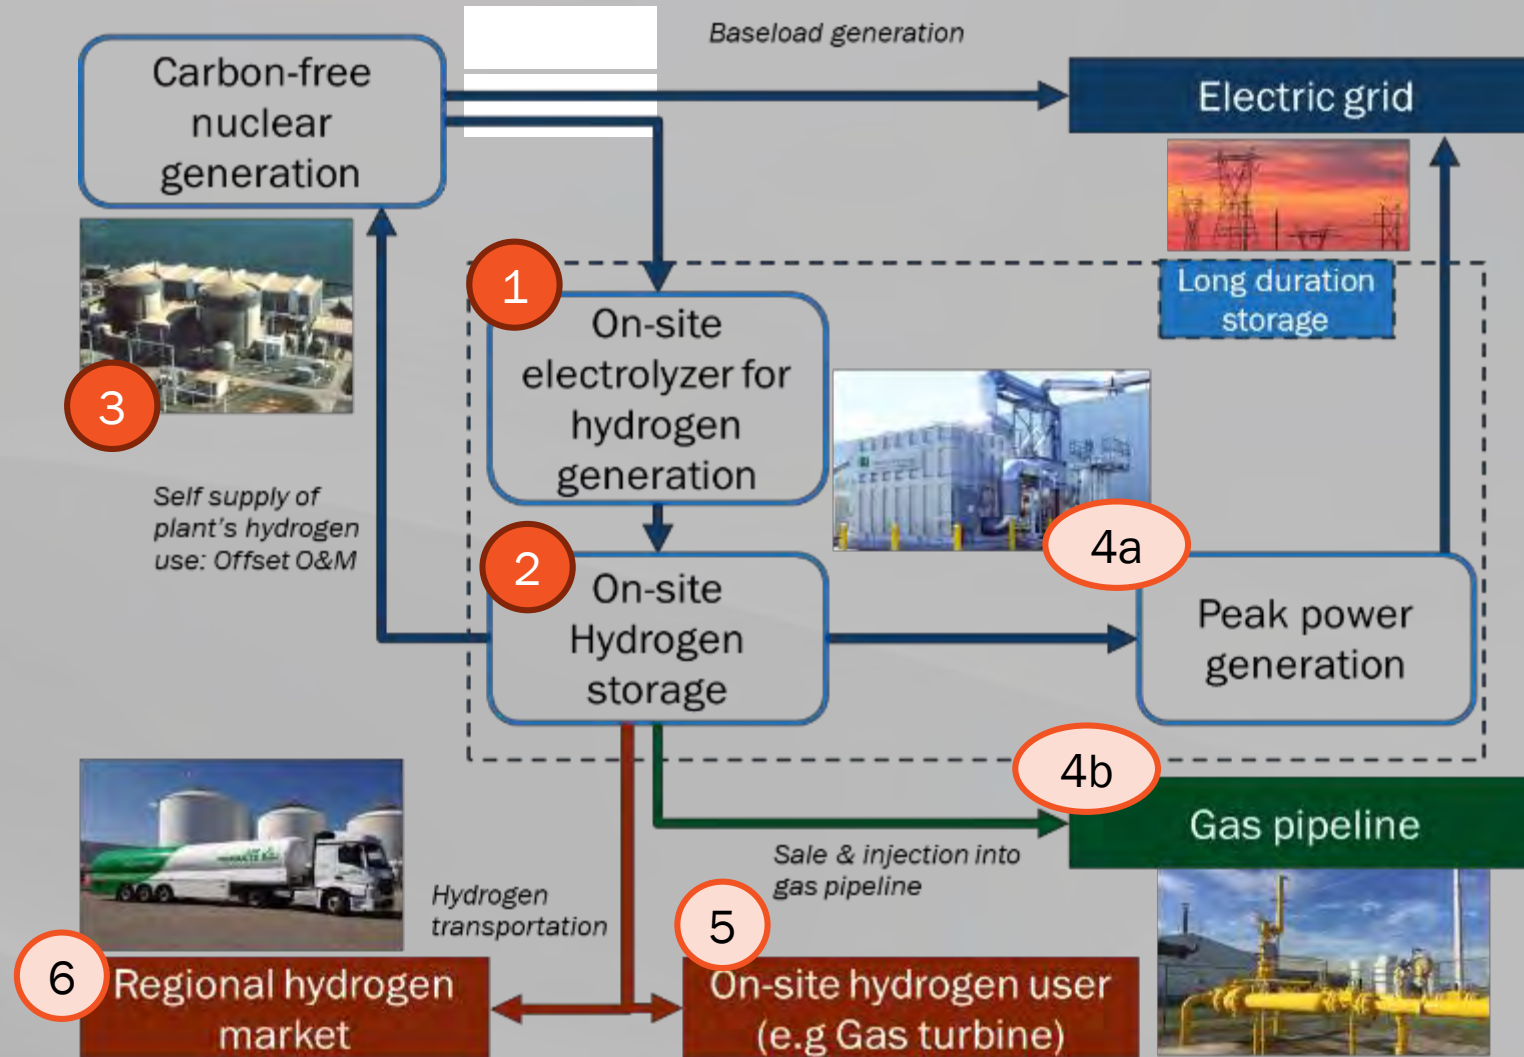 Baseload generation
Carbon-free
nuclear
generation
Electric grid
1
On-site
electrolyzer for
hydrogen
generation
Long duration
storage
3
Self supply of
plant's hydrogen
use: Offset O&M
2
On-site
Hydrogen
storage
4a
Peak power
generation
4b
Gas pipeline
Sale & injection into
gas pipeline
Hydrogen
transportation
5
On-site hydrogen user
(e.g Gas turbine)
6
Regional hydrogen
market